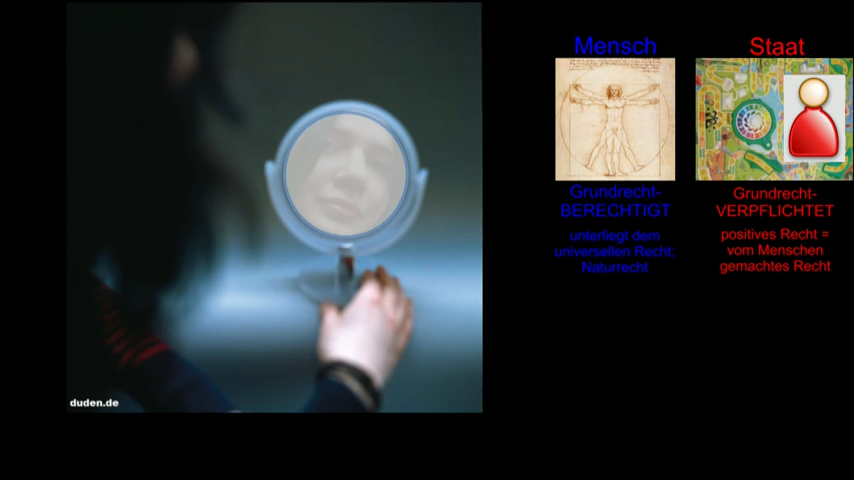 Mensch
Grundrecht-
BERECHTIGT
unterliegt dem
universellen Recht;
Naturrecht
Staat
Grundrecht-
VERPFLICHTET
positives Recht =
vom Menschen
gemachtes Recht
duden.de